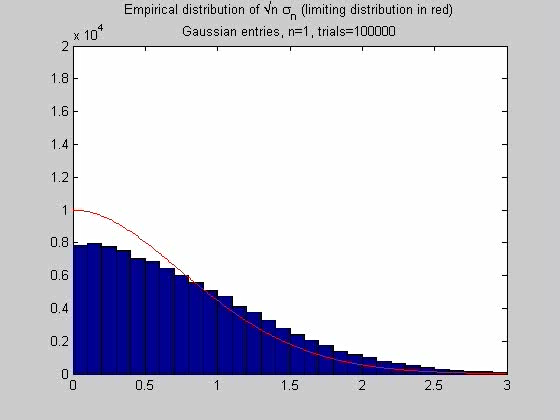 Empirical distribution of √n σn (limiting distribution in red)
Gaussian entries, n=1, trials=100000
x 10^4
2
1.8
1.6
1.4
1.2
1
0.8
0.6
0.4
0.2
0
0 0.5 1 1.5 2 2.5 3